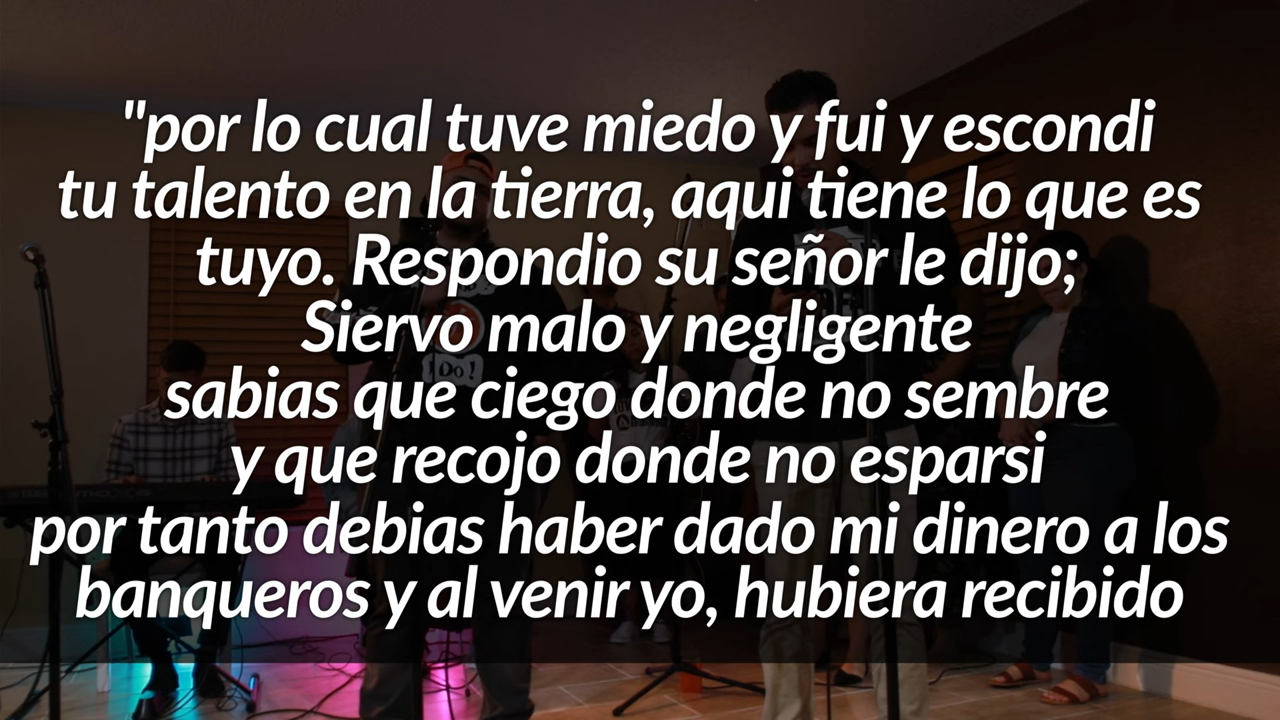 "por lo cual tuve miedo y fui y escondi
tu talento en la tierra, aqui tiene lo que es
tuyo. Respondio su señor le dijo;
Siervo malo y negligente
sabias que ciego donde no sembre
y que recojo donde no esparsi
por tanto debias haber dado mi dinero a los
banqueros y al venir yo, hubiera recibido
Do!